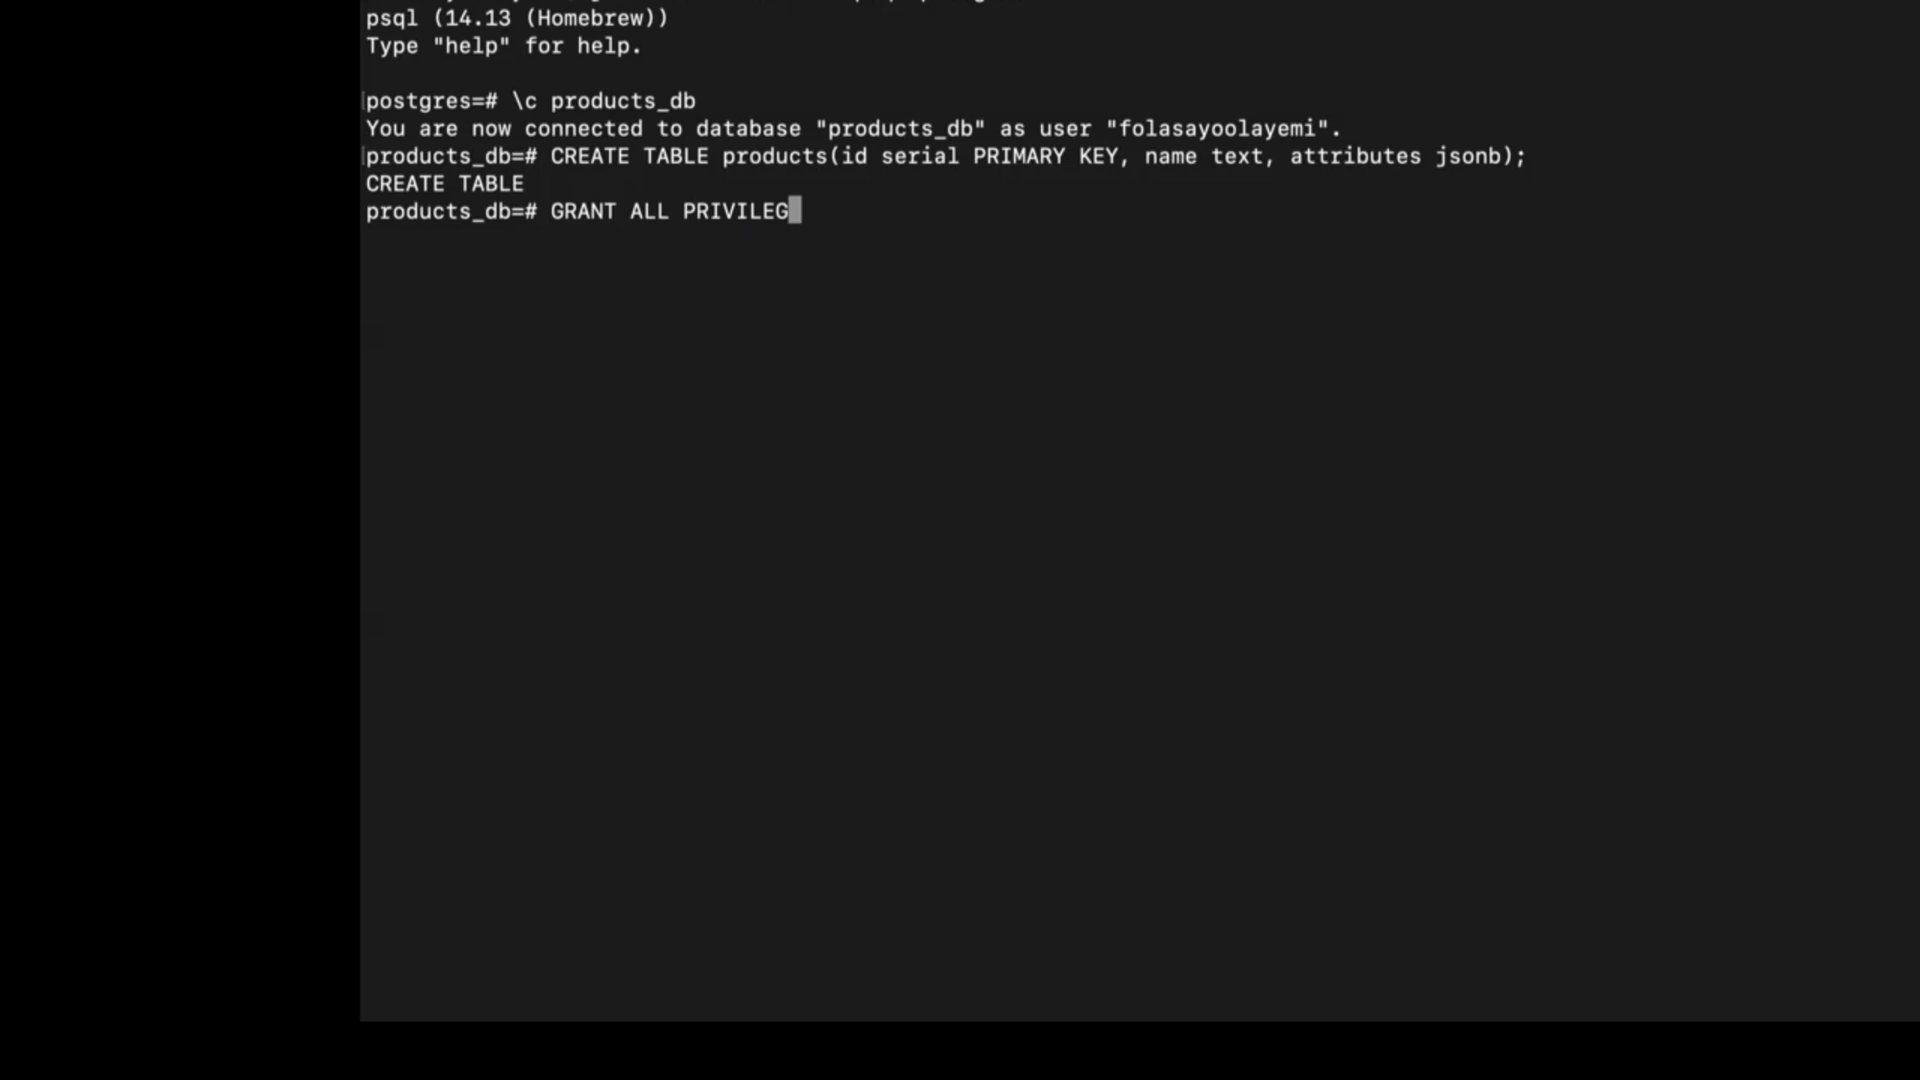 psql (14.13 (Homebrew))
Type "help" for help.
postgres=# \c products_db
You are now connected to database "products_db" as user "folasayoolayemi".
products_db=# CREATE TABLE products(id serial PRIMARY KEY, name text, attributes jsonb);
CREATE TABLE
products_db=# GRANT ALL PRIVILEG